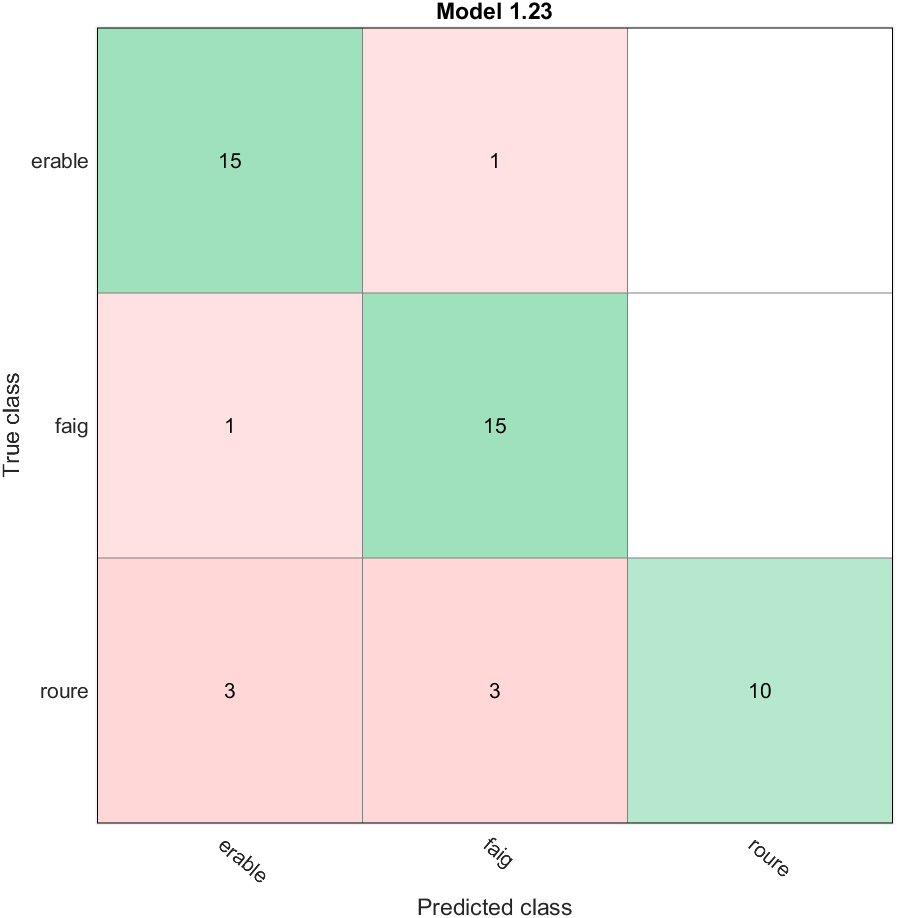 Model 1.23
erable
15
1
faig
1
15
roure
3
3
10
erable
faig
roure
True class
Predicted class